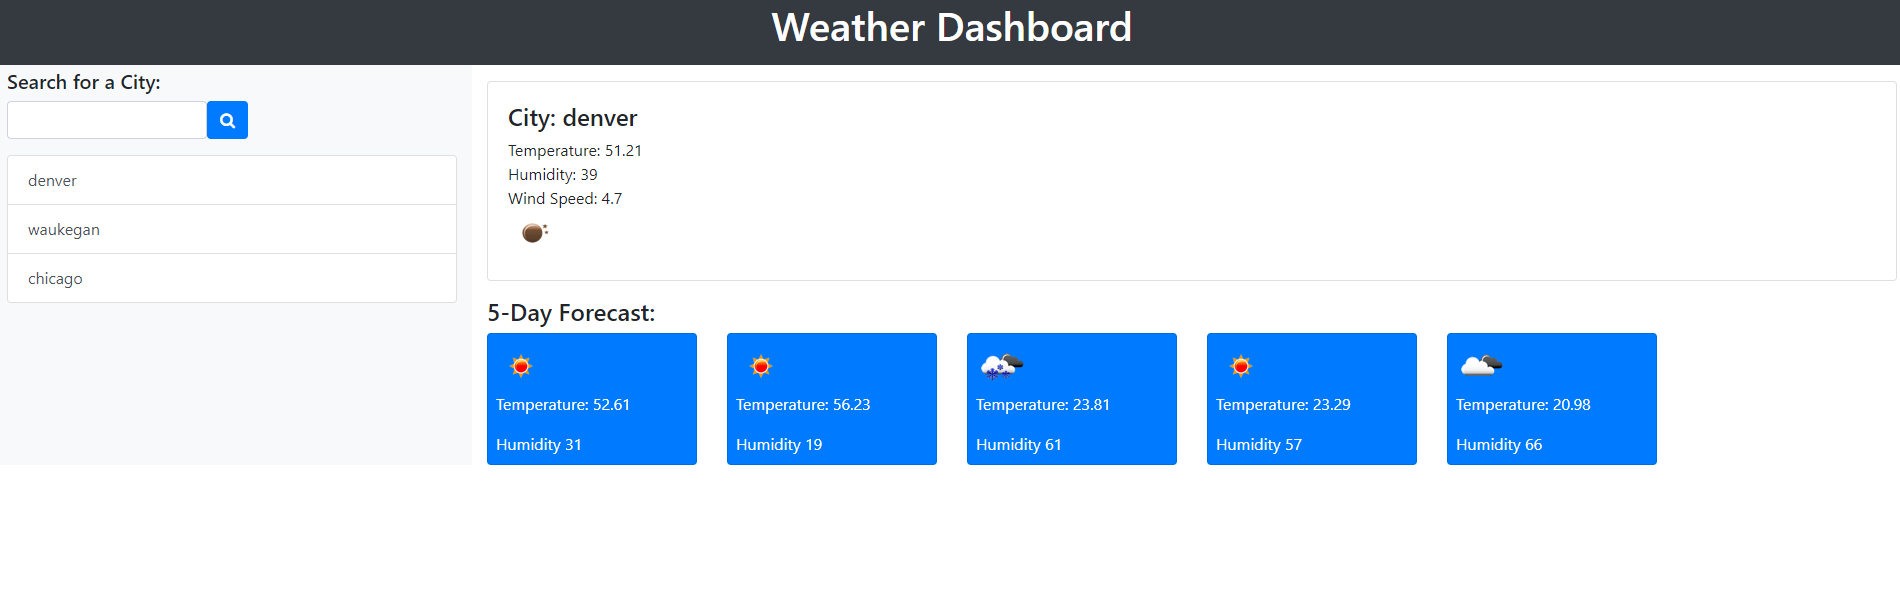 Weather Dashboard
Search for a City:
denver
waukegan
chicago
City: denver
Temperature: 51.21
Humidity: 39
Wind Speed: 4.7
5-Day Forecast:
Temperature: 52.61
Humidity 31
Temperature: 56.23
Humidity 19
Temperature: 23.81
Humidity 61
Temperature: 23.29
Humidity 57
Temperature: 20.98
Humidity 66